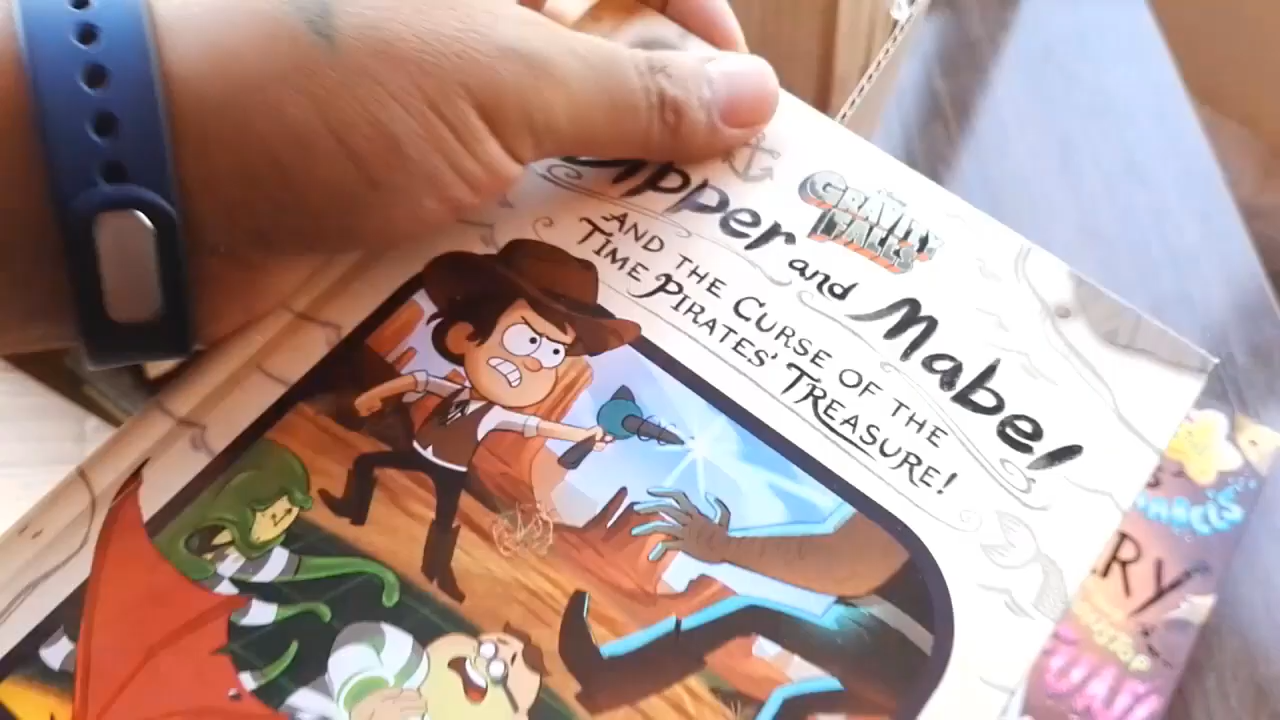 GRAVITY
FALLS
Dipper and Mabel
AND THE CURSE OF THE
TIME PIRATES' TREASURE!